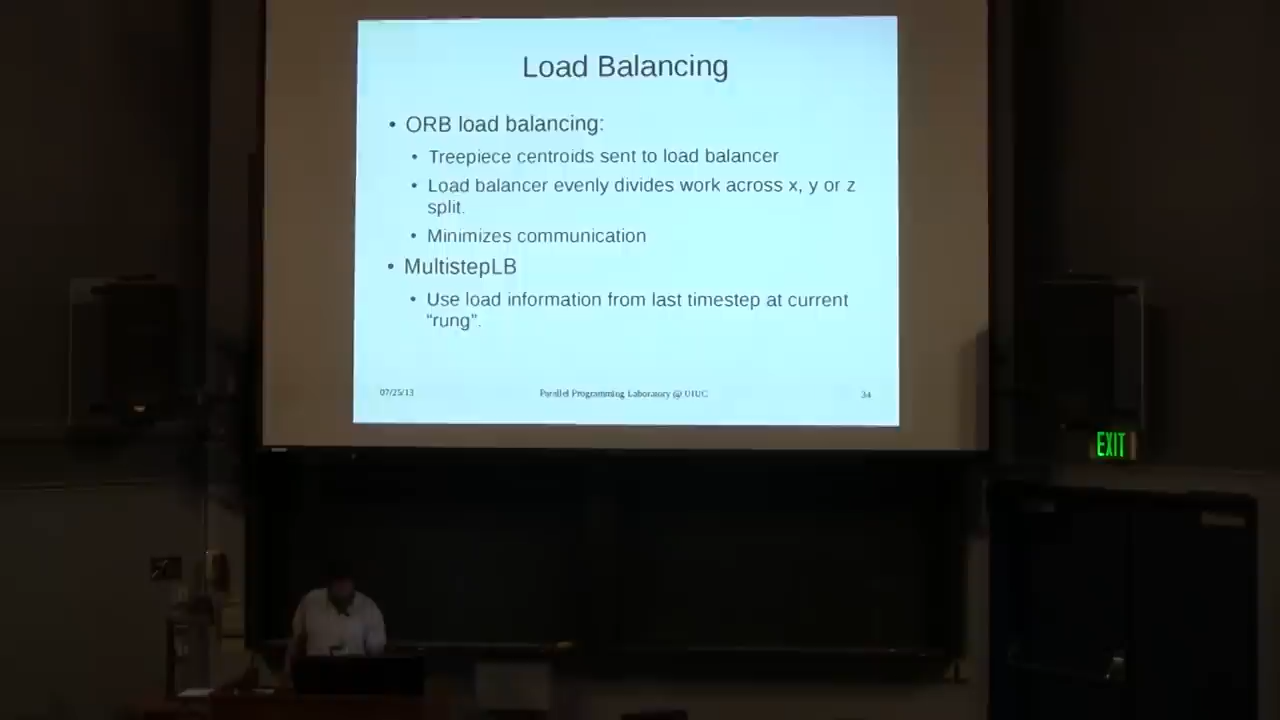 Load Balancing
• ORB load balancing:
• Treepiece centroids sent to load balancer
• Load balancer evenly divides work across x, y or z
split.
• Minimizes communication
• MultistepLB
• Use load information from last timestep at current
“rung”.
07/25/13
Parallel Programming Laboratory @ UIUC
34
EXIT